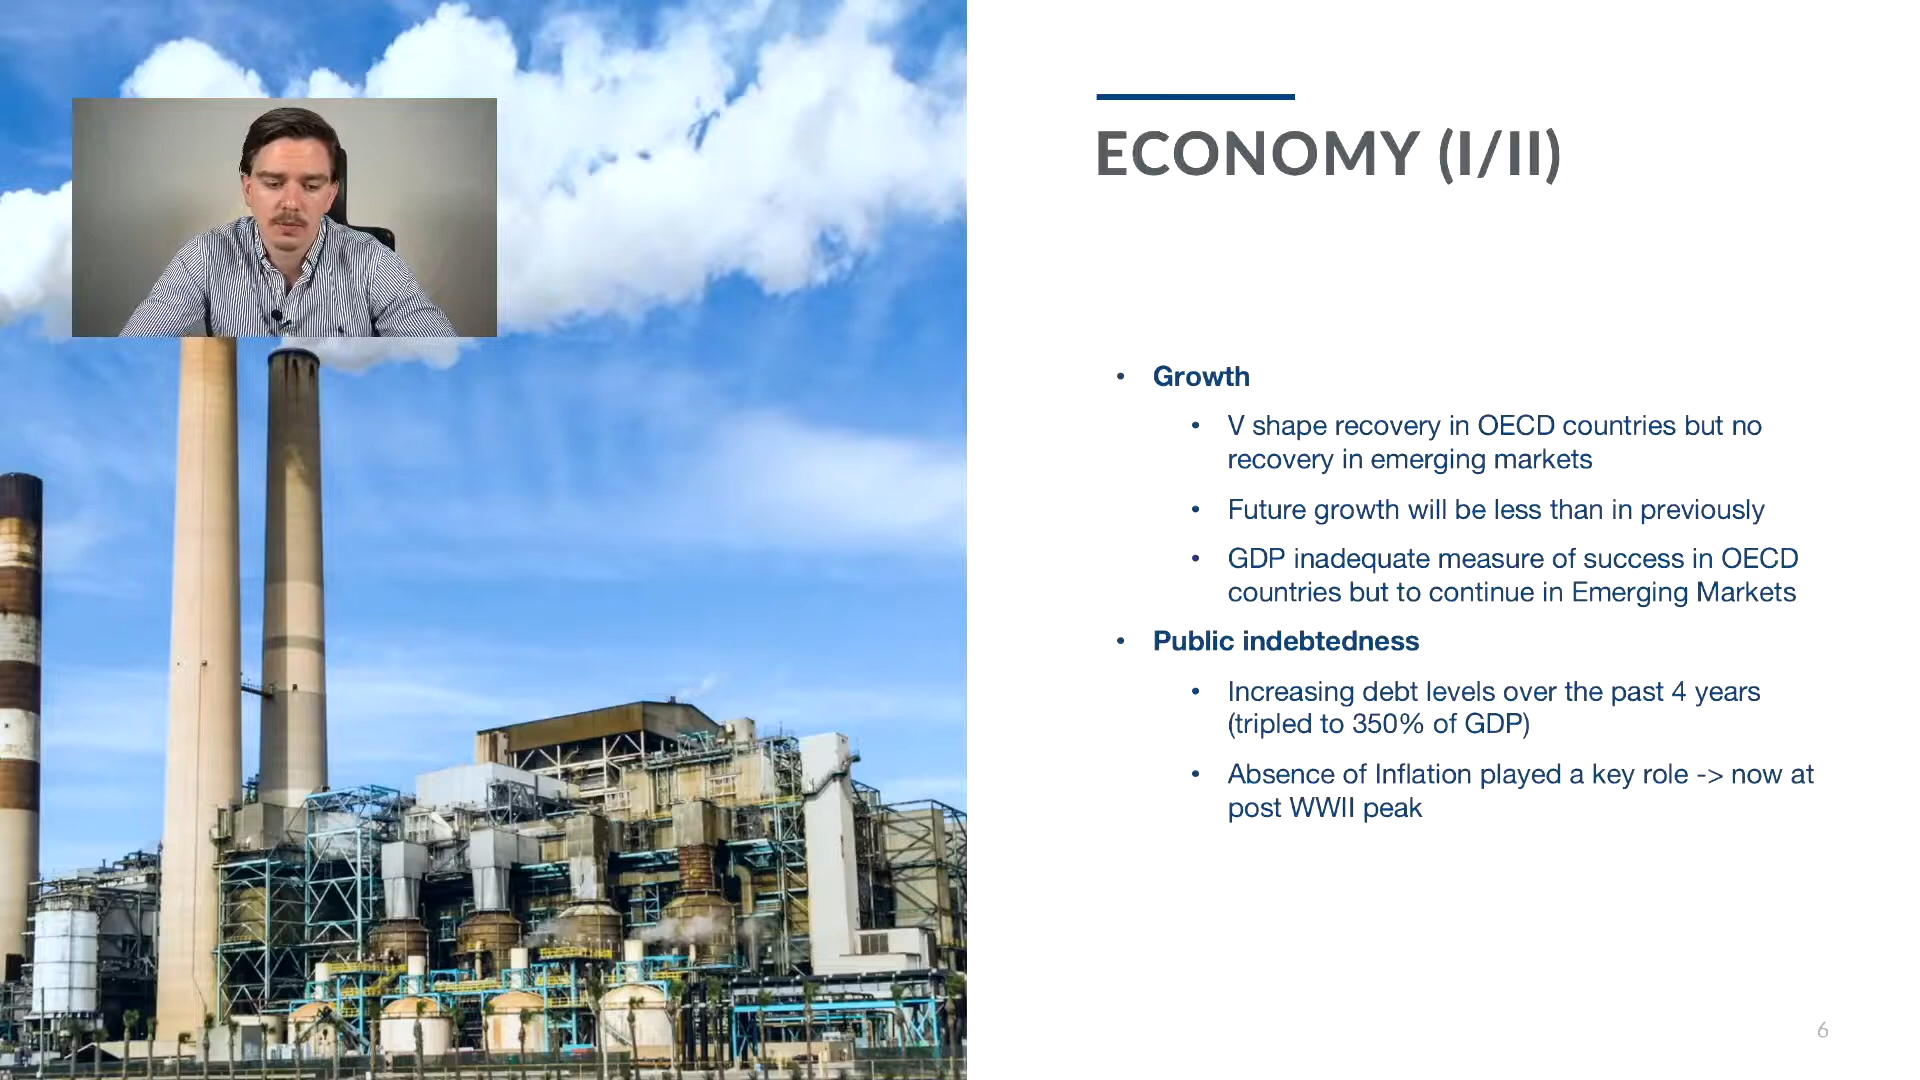 ECONOMY (I/II)
• Growth
• V shape recovery in OECD countries but no
recovery in emerging markets
• Future growth will be less than in previously
• GDP inadequate measure of success in OECD
countries but to continue in Emerging Markets
• Public indebtedness
• Increasing debt levels over the past 4 years
(tripled to 350% of GDP)
• Absence of Inflation played a key role -> now at
post WWII peak
6